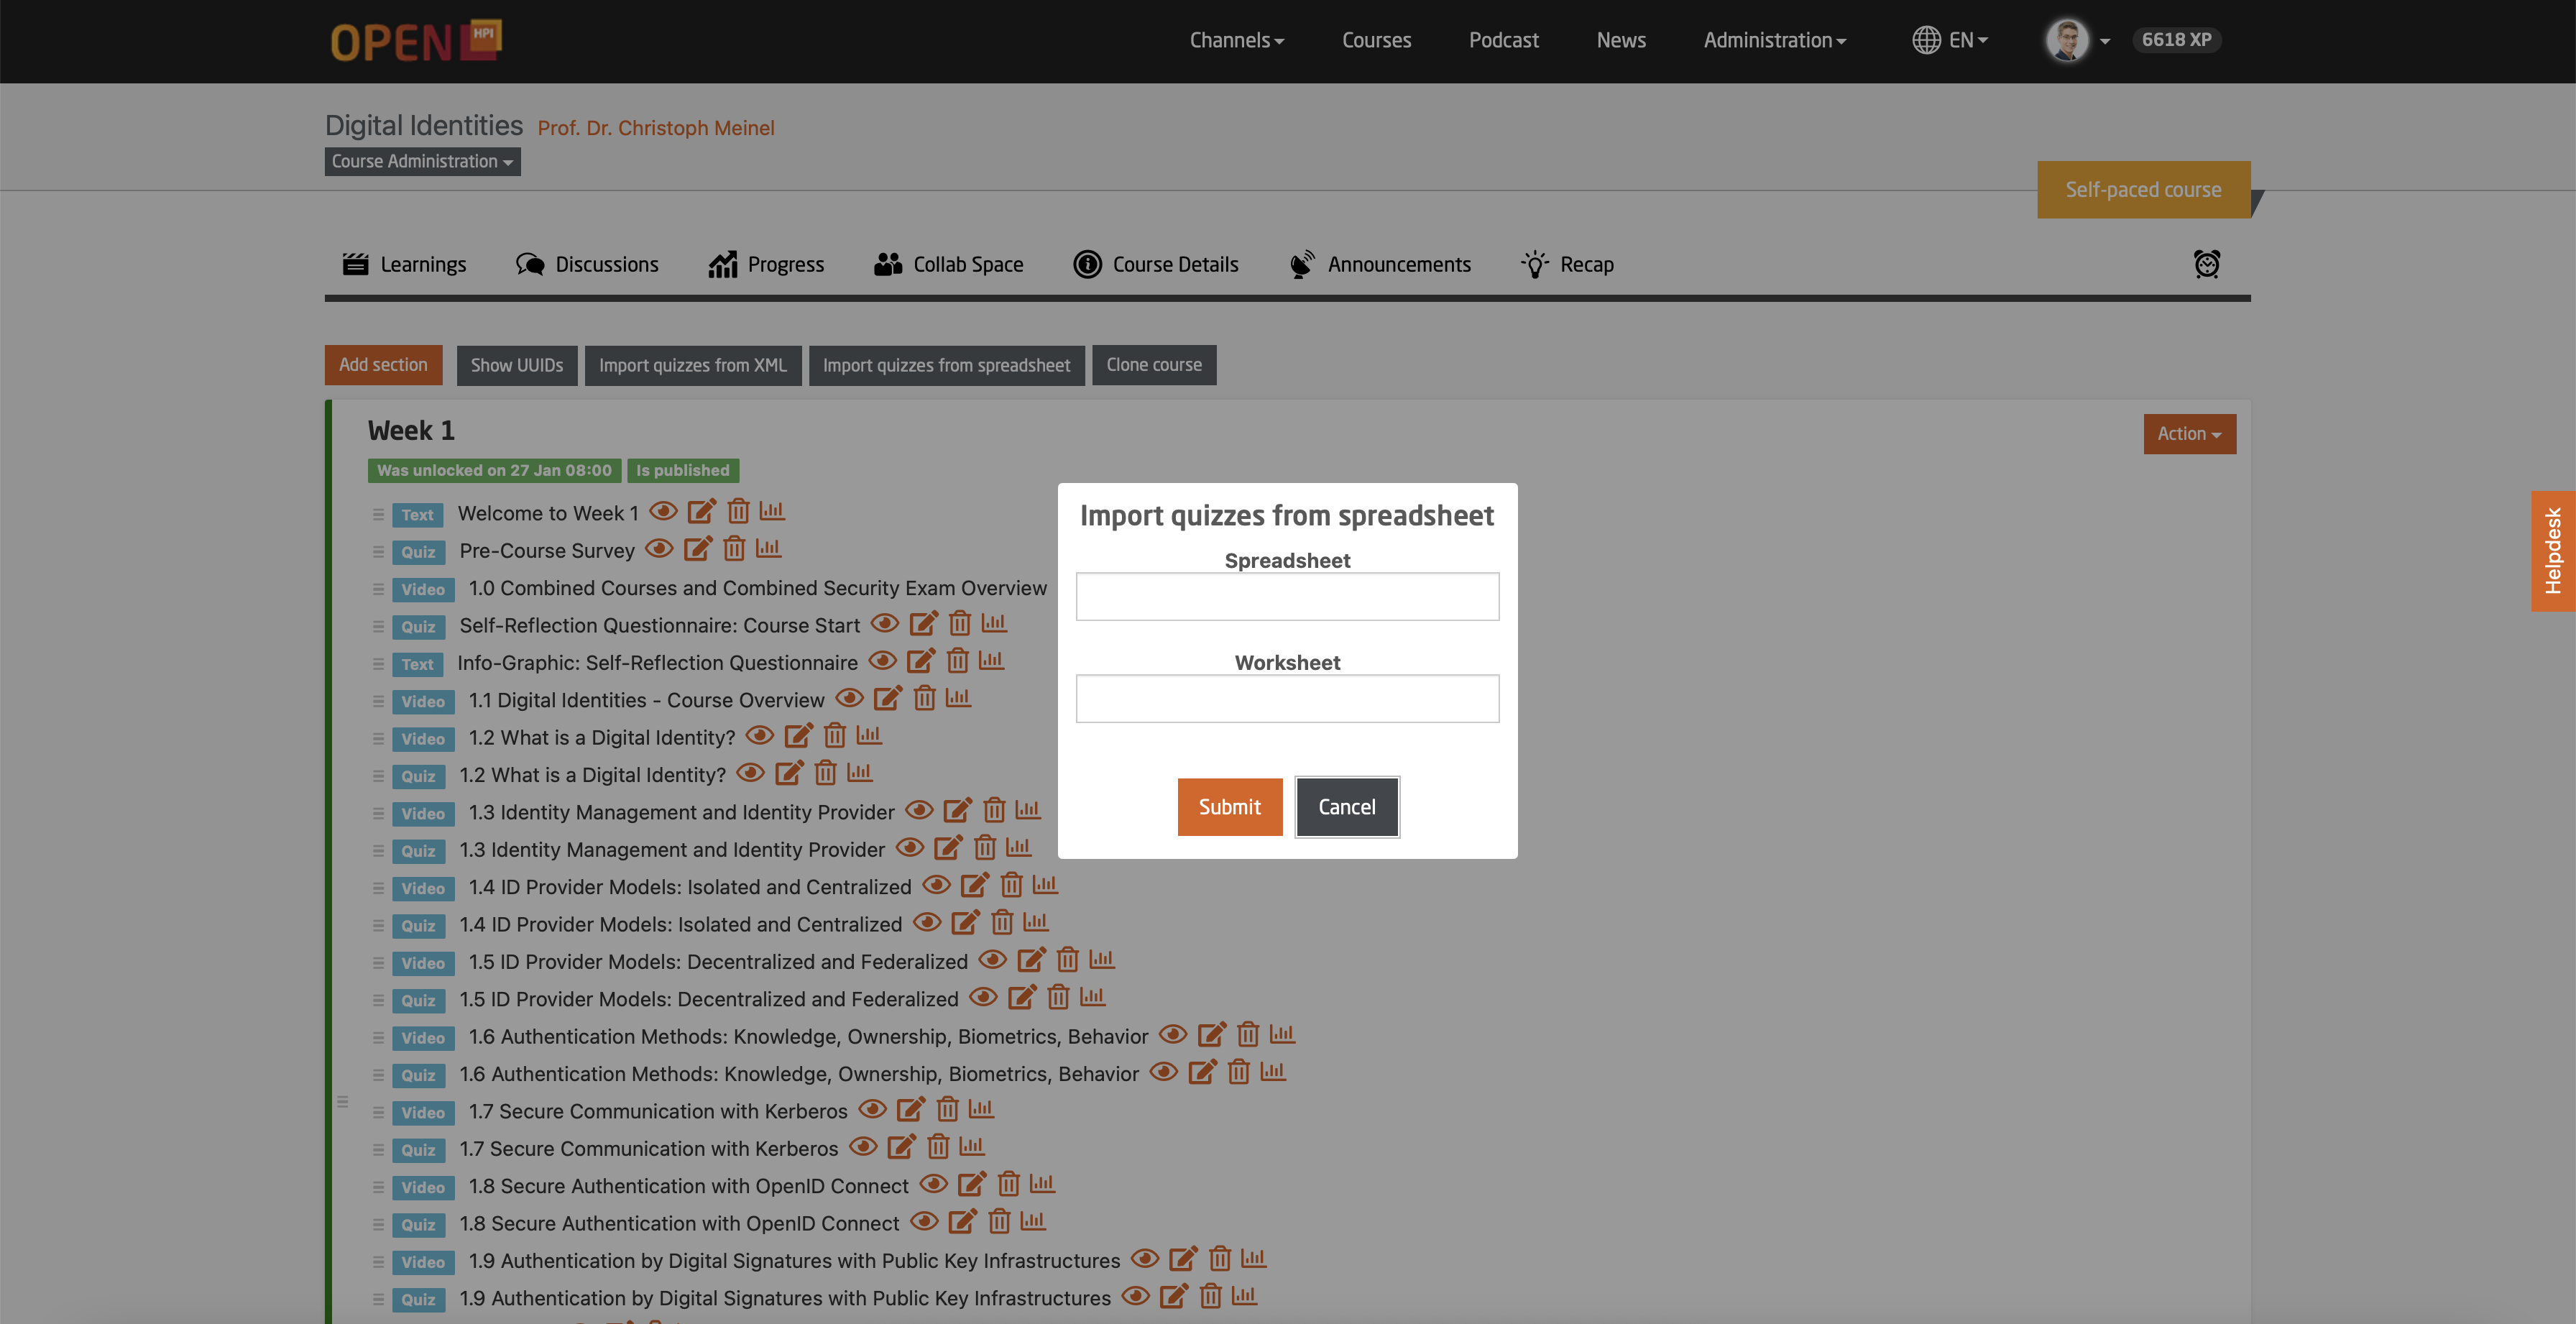 OPEN HPI
Channels Courses Podcast News Administration EN 6618 XP
Digital Identities Prof. Dr. Christoph Meinel
Course Administration
Self-paced course
Learnings Discussions Progress Collab Space Course Details Announcements Recap
Add section Show UUIDs Import quizzes from XML Import quizzes from spreadsheet Clone course
Week 1
Action
Was unlocked on 27 Jan 08:00 Is published
Text Welcome to Week 1
Quiz Pre-Course Survey
Video 1.0 Combined Courses and Combined Security Exam Overview
Quiz Self-Reflection Questionnaire: Course Start
Text Info-Graphic: Self-Reflection Questionnaire
Video 1.1 Digital Identities - Course Overview
Video 1.2 What is a Digital Identity?
Quiz 1.2 What is a Digital Identity?
Video 1.3 Identity Management and Identity Provider
Quiz 1.3 Identity Management and Identity Provider
Video 1.4 ID Provider Models: Isolated and Centralized
Quiz 1.4 ID Provider Models: Isolated and Centralized
Video 1.5 ID Provider Models: Decentralized and Federalized
Quiz 1.5 ID Provider Models: Decentralized and Federalized
Video 1.6 Authentication Methods: Knowledge, Ownership, Biometrics, Behavior
Quiz 1.6 Authentication Methods: Knowledge, Ownership, Biometrics, Behavior
Video 1.7 Secure Communication with Kerberos
Quiz 1.7 Secure Communication with Kerberos
Video 1.8 Secure Authentication with OpenID Connect
Quiz 1.8 Secure Authentication with OpenID Connect
Video 1.9 Authentication by Digital Signatures with Public Key Infrastructures
Quiz 1.9 Authentication by Digital Signatures with Public Key Infrastructures
Import quizzes from spreadsheet
Spreadsheet
Worksheet
Submit Cancel
Helpdesk